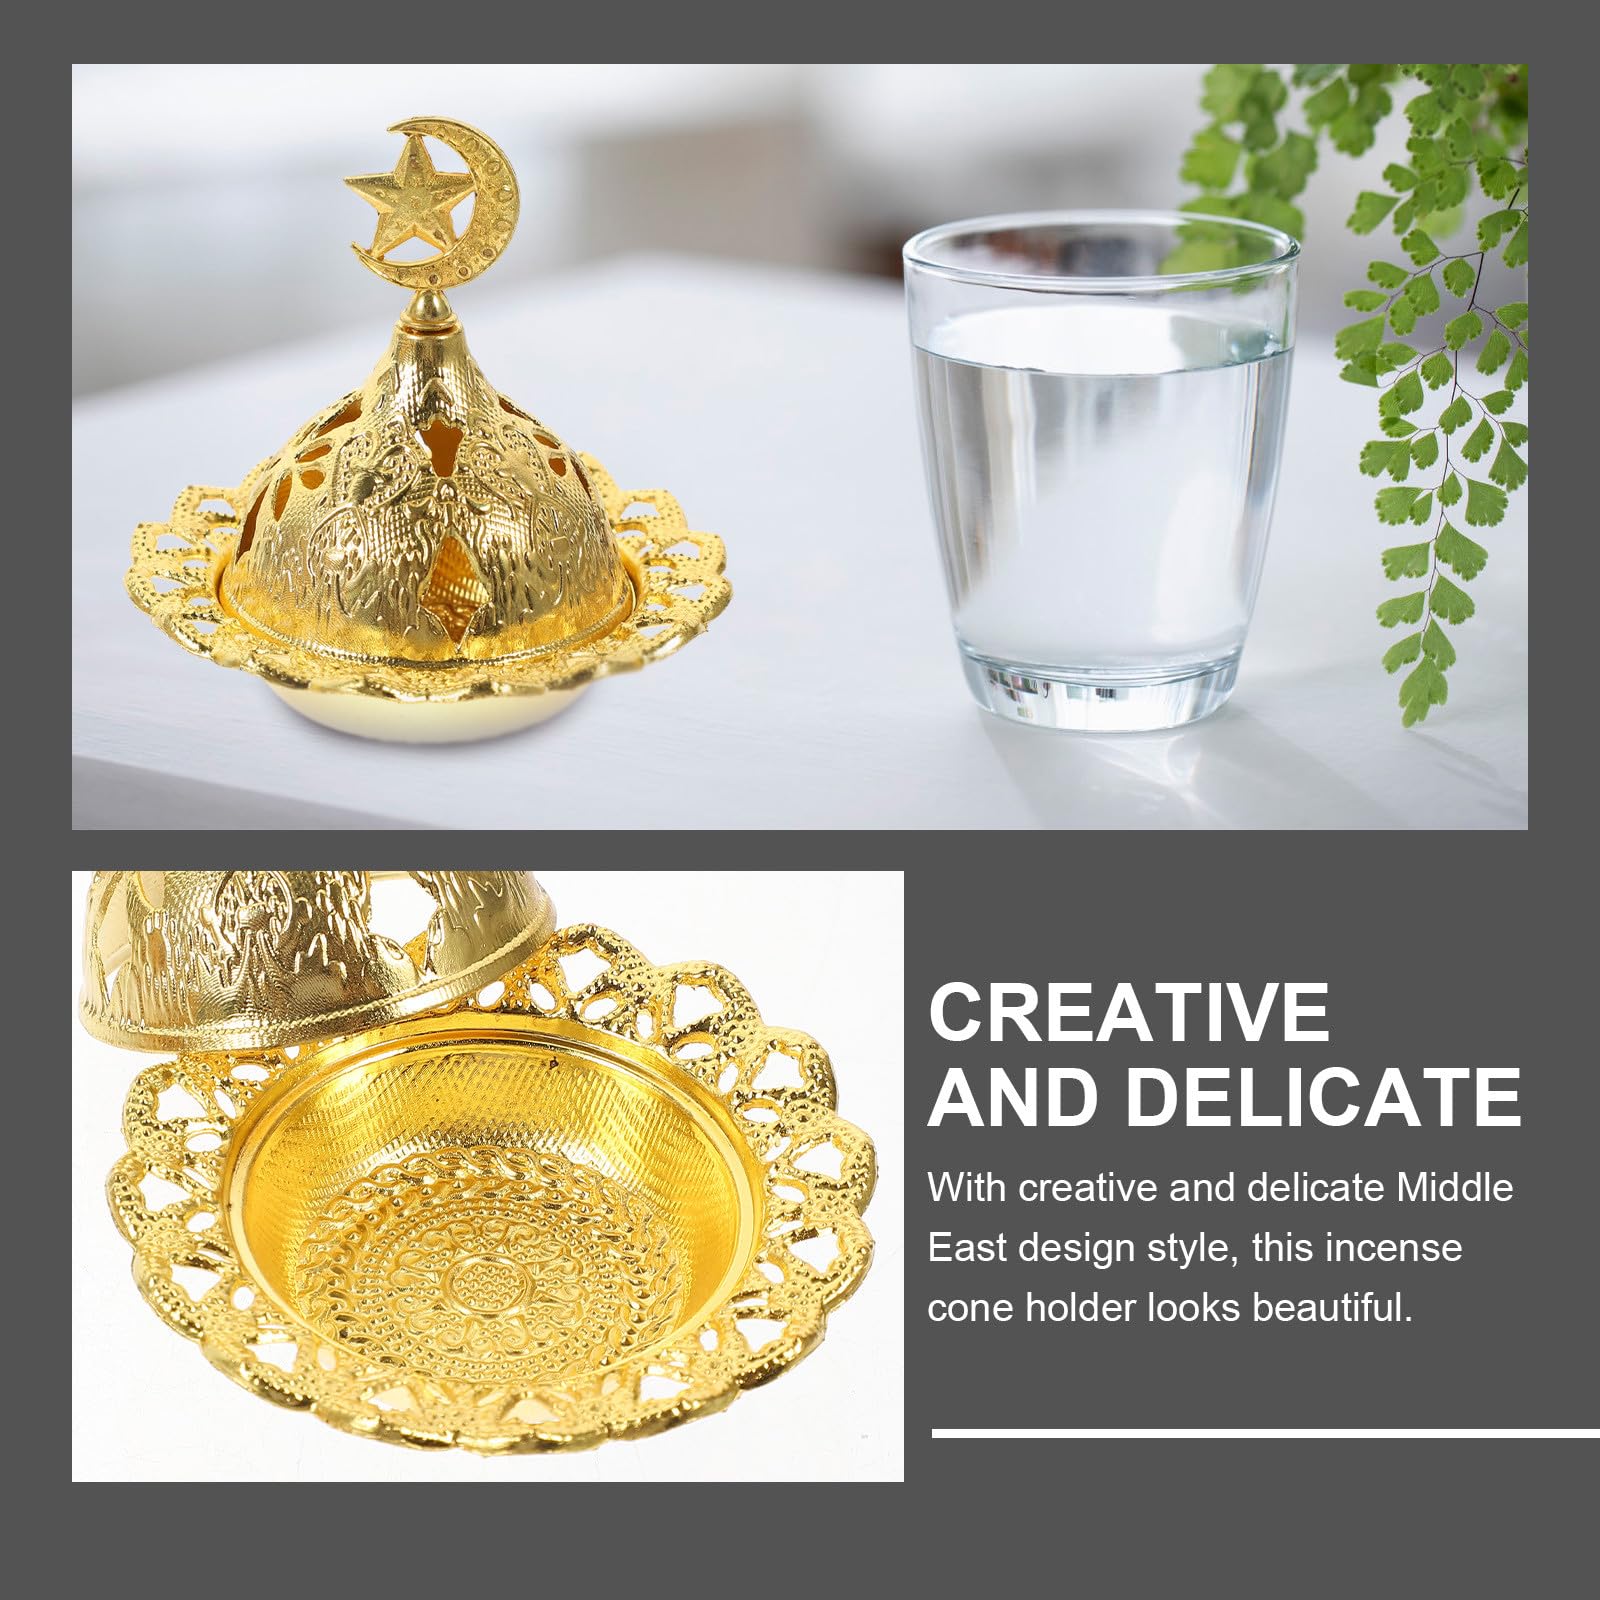 CREATIVE
AND DELICATE
With creative and delicate Middle
East design style, this incense
cone holder looks beautiful.